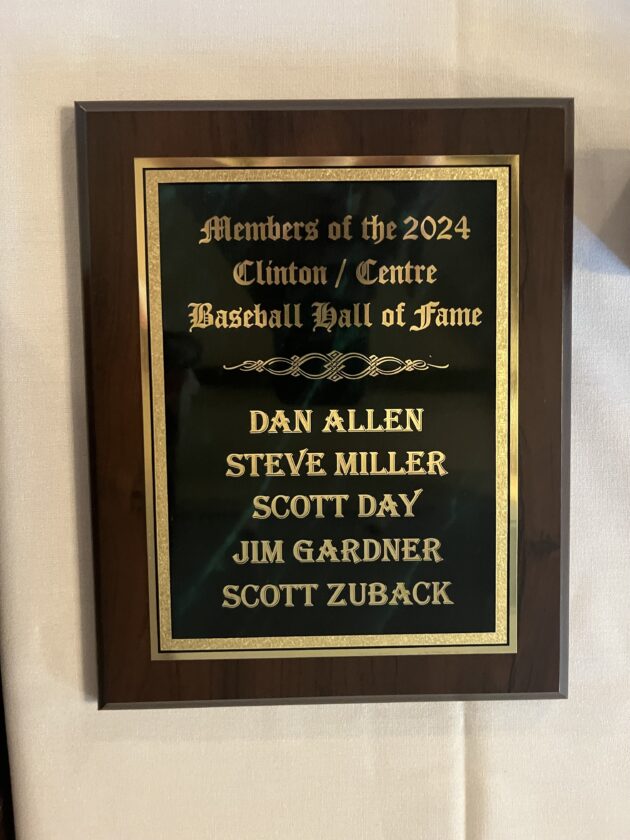 Members of the 2024
Clinton / Centre
Baseball Hall of Fame
DAN ALLEN
STEVE MILLER
SCOTT DAY
JIM GARDNER
SCOTT ZUBACK